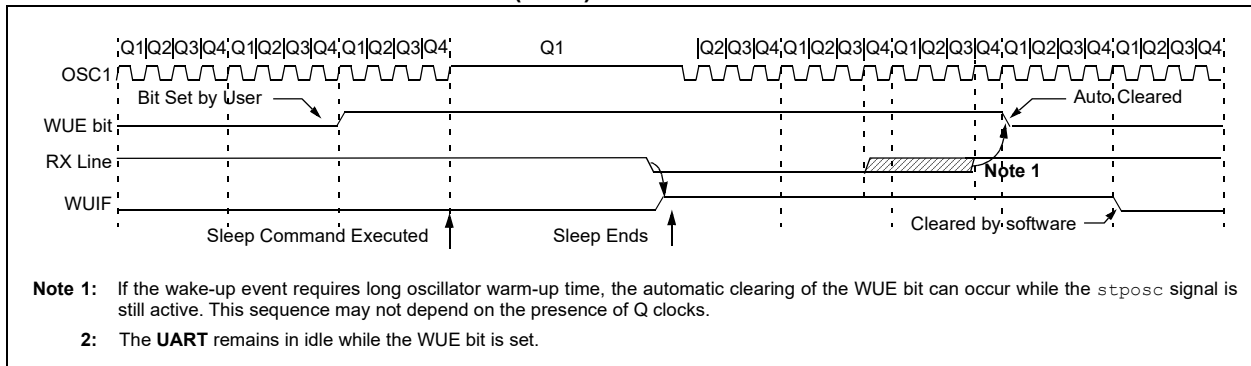 Q1|Q2|Q3|Q4|Q1|Q2|Q3|Q4|Q1|Q2|Q3|Q4 Q1 |Q2|Q3|Q4|Q1|Q2|Q3|Q4|Q1|Q2|Q3|Q4|Q1|Q2|Q3|Q4|Q1|Q2|Q3|Q4
OSC1
Bit Set by User Auto Cleared
WUE bit
RX Line
Note 1
WUIF
Cleared by software
Sleep Command Executed Sleep Ends
Note 1: If the wake-up event requires long oscillator warm-up time, the automatic clearing of the WUE bit can occur while the stposc signal is
still active. This sequence may not depend on the presence of Q clocks.
2: The UART remains in idle while the WUE bit is set.